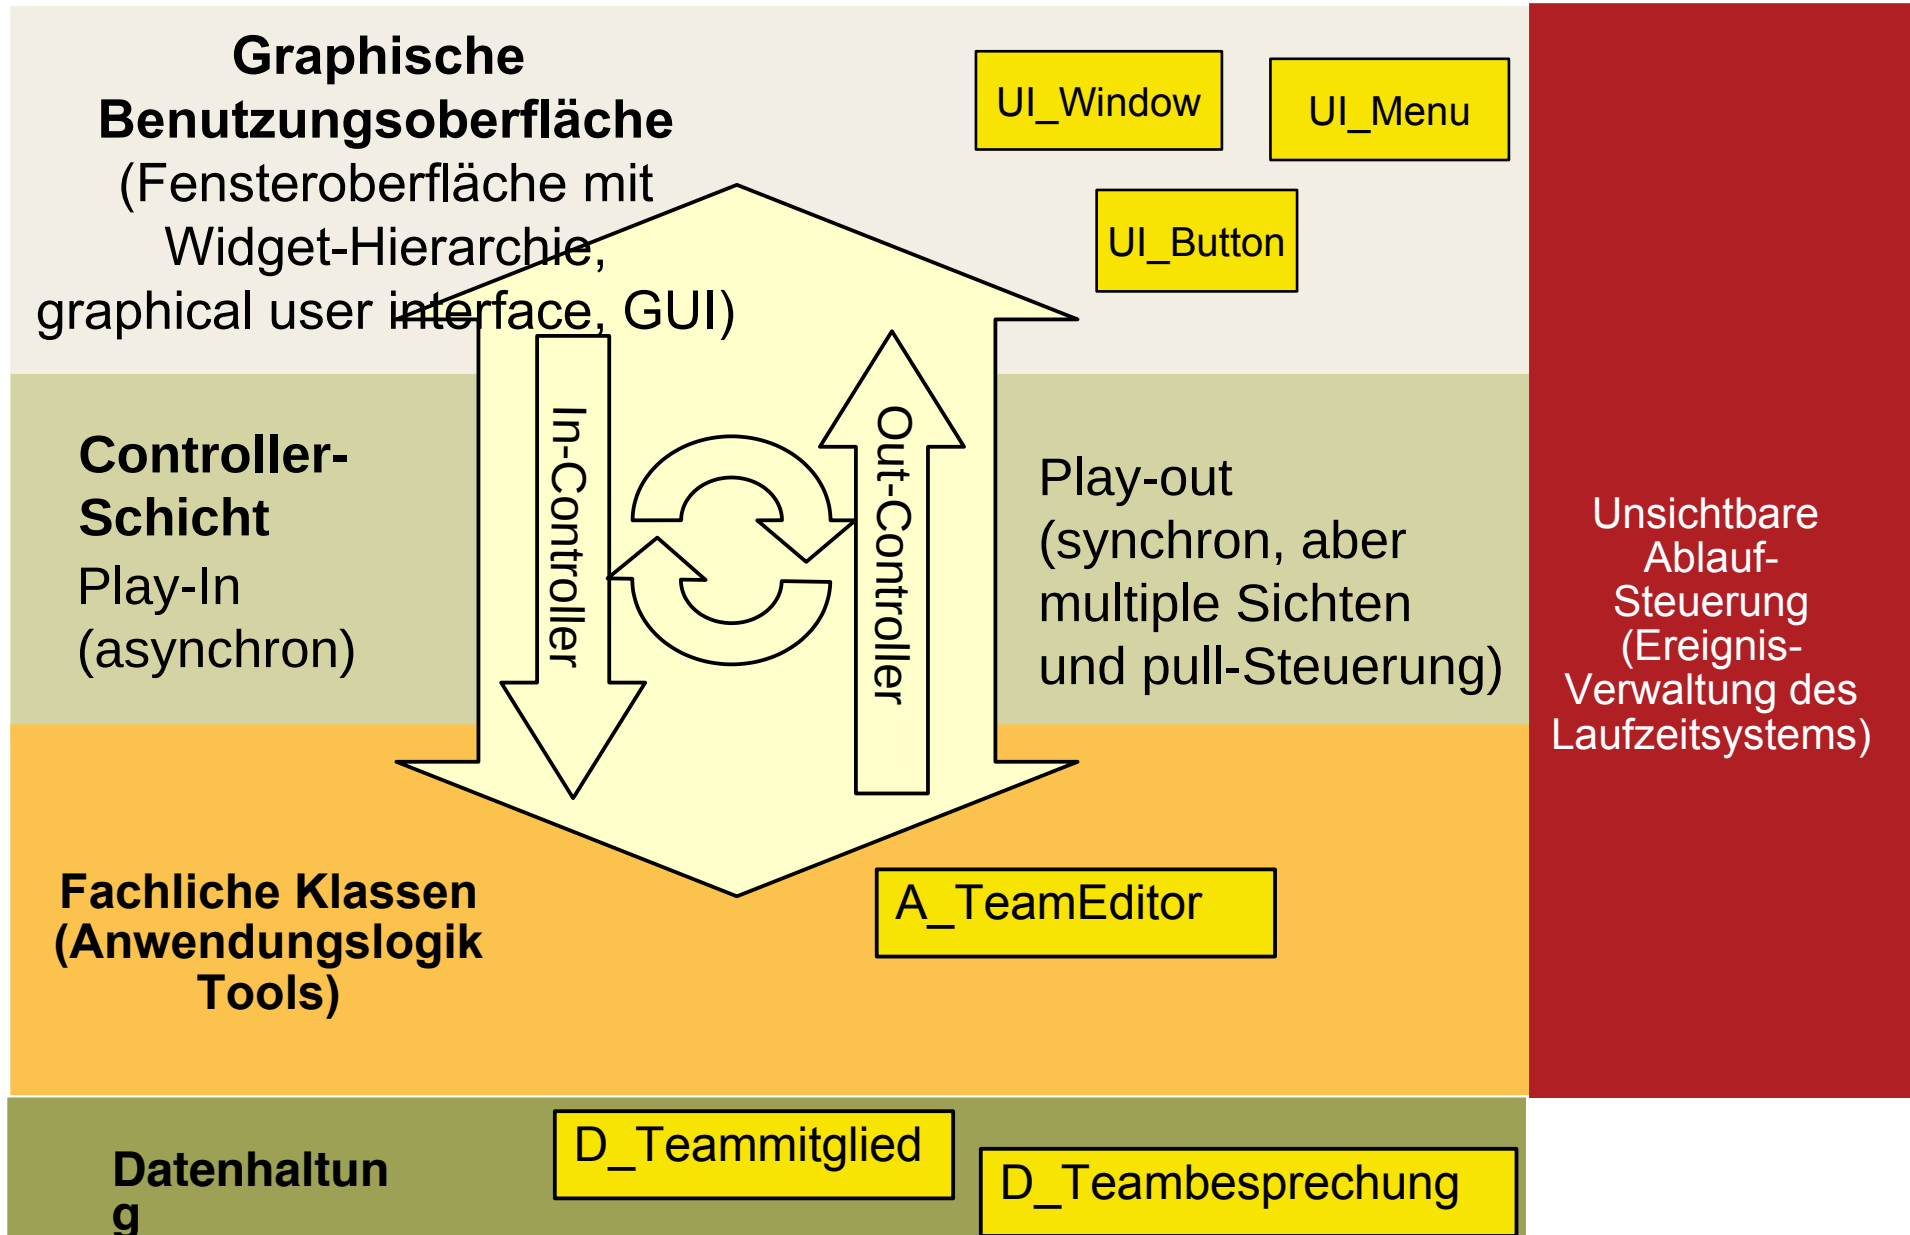 Graphische
Benutzungsoberfläche
(Fensteroberfläche mit
Widget-Hierarchie,
graphical user interface, GUI)
UI_Window
UI_Menu
UI_Button
Controller-
Schicht
Play-In
(asynchron)
In-Controller
Out-Controller
Play-out
(synchron, aber
multiple Sichten
und pull-Steuerung)
Unsichtbare
Ablauf-
Steuerung
(Ereignis-
Verwaltung des
Laufzeitsystems)
Fachliche Klassen
(Anwendungslogik
Tools)
A_TeamEditor
Datenhaltun
g
D_Teammitglied
D_Teambesprechung